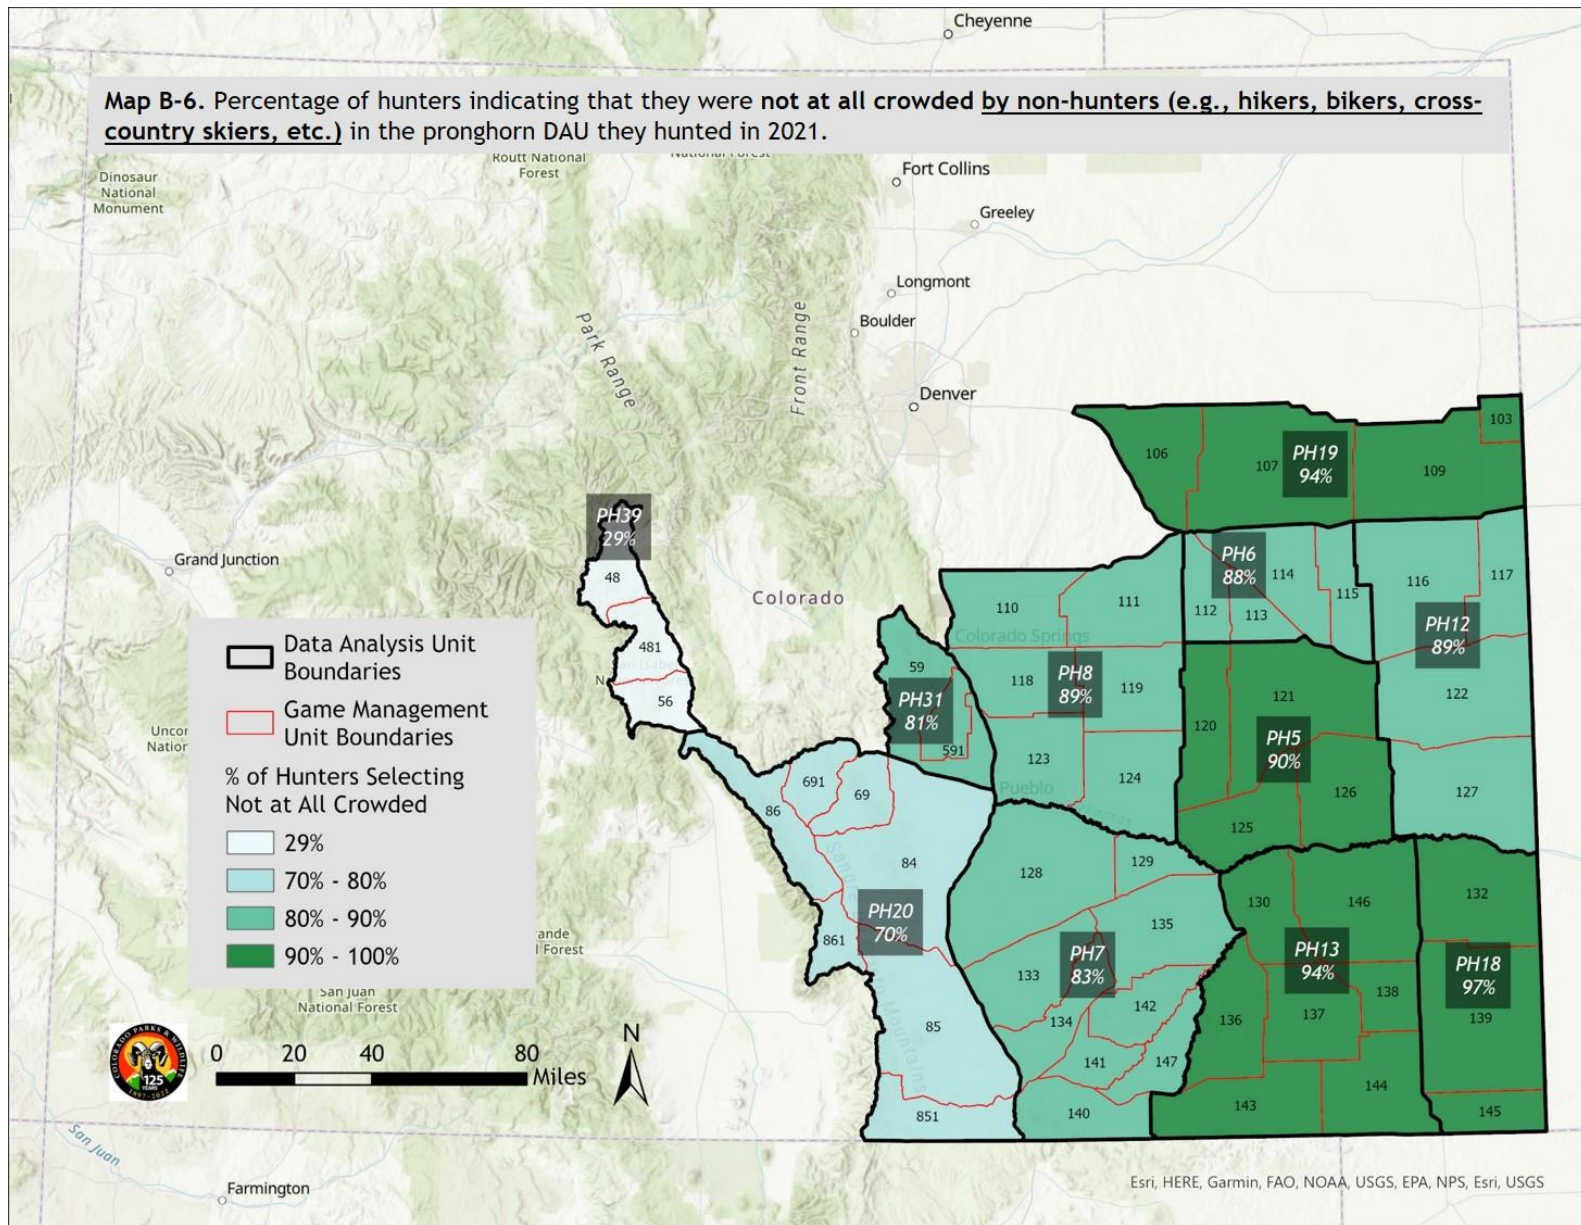 Cheyenne
Map B-6. Percentage of hunters indicating that they were not at all crowded by non-hunters (e.g., hikers, bikers, cross-
country skiers, etc.) in the pronghorn DAU they hunted in 2021.
Routt National
Forest
National Forest
Dinosaur
National
Monument
Fort Collins
Greeley
Longmont
Boulder
Park Range
Front Range
Denver
103
106
107
PH19
94%
109
PH39
29%
Grand Junction
48
Colorado
PH6
88%
114
112
113
115
116
117
110
111
PH12
89%
Colorado Springs
481
56
59
PH31
81%
591
118
PH8
89%
119
121
120
122
PH5
90%
123
124
126
127
125
Pueblo
Data Analysis Unit
Boundaries
Game Management
Unit Boundaries
% of Hunters Selecting
Not at All Crowded
29%
70% - 80%
80% - 90%
90% - 100%
691
69
86
84
128
129
130
146
132
PH20
70%
861
135
PH7
83%
133
PH13
94%
PH18
97%
138
139
137
136
142
134
85
141
147
144
143
145
140
851
San Juan
National Forest
COLORADO PARKS & WILDLIFE
125
YEARS
1897-2022
N
0 20 40 80
Miles
San Juan
Farmington
Esri, HERE, Garmin, FAO, NOAA, USGS, EPA, NPS, Esri, USGS